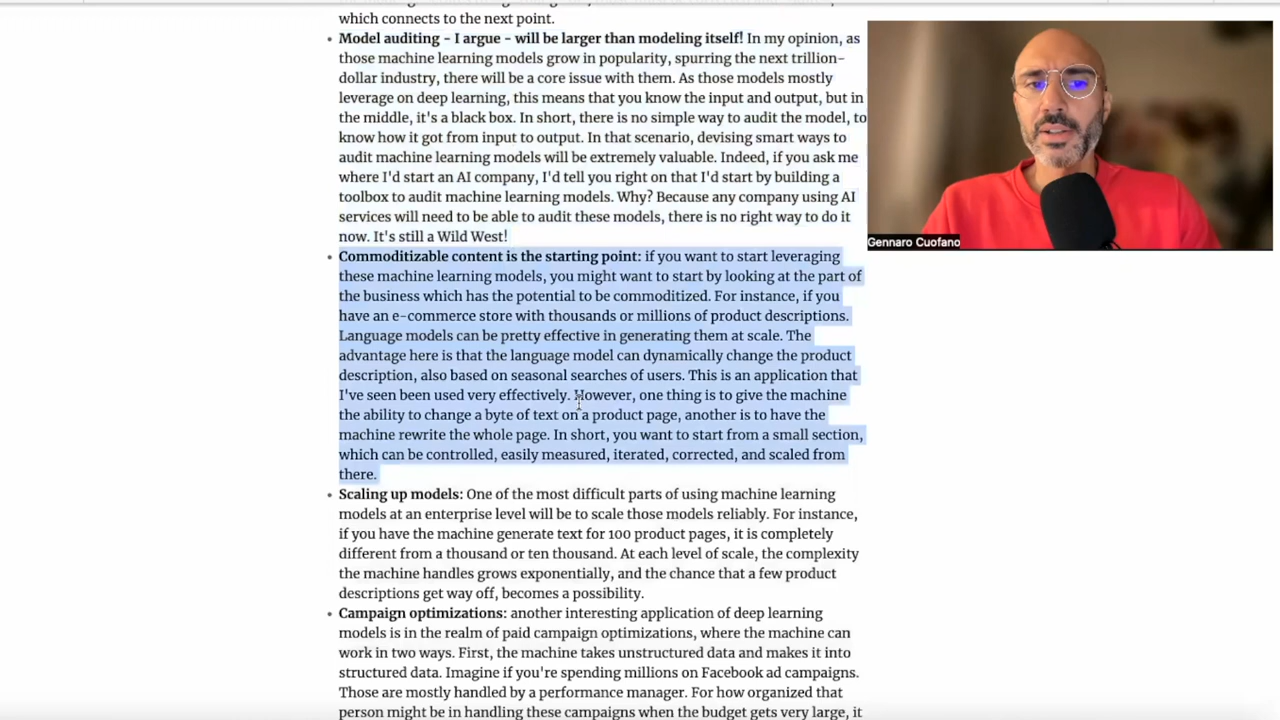 which connects to the next point.
• Model auditing - I argue - will be larger than modeling itself! In my opinion, as
those machine learning models grow in popularity, spurring the next trillion-
dollar industry, there will be a core issue with them. As those models mostly
leverage on deep learning, this means that you know the input and output, but in
the middle, it's a black box. In short, there is no simple way to audit the model, to
know how it got from input to output. In that scenario, devising smart ways to
audit machine learning models will be extremely valuable. Indeed, if you ask me
where I'd start an AI company, I'd tell you right on that I'd start by building a
toolbox to audit machine learning models. Why? Because any company using AI
services will need to be able to audit these models, there is no right way to do it
now. It's still a Wild West!
Gennaro Cuofano
• Commoditizable content is the starting point: if you want to start leveraging
these machine learning models, you might want to start by looking at the part of
the business which has the potential to be commoditized. For instance, if you
have an e-commerce store with thousands or millions of product descriptions.
Language models can be pretty effective in generating them at scale. The
advantage here is that the language model can dynamically change the product
description, also based on seasonal searches of users. This is an application that
I've seen been used very effectively. However, one thing is to give the machine
the ability to change a byte of text on a product page, another is to have the
machine rewrite the whole page. In short, you want to start from a small section,
which can be controlled, easily measured, iterated, corrected, and scaled from
there.
• Scaling up models: One of the most difficult parts of using machine learning
models at an enterprise level will be to scale those models reliably. For instance,
if you have the machine generate text for 100 product pages, it is completely
different from a thousand or ten thousand. At each level of scale, the complexity
the machine handles grows exponentially, and the chance that a few product
descriptions get way off, becomes a possibility.
• Campaign optimizations: another interesting application of deep learning
models is in the realm of paid campaign optimizations, where the machine can
work in two ways. First, the machine takes unstructured data and makes it into
structured data. Imagine if you're spending millions on Facebook ad campaigns.
Those are mostly handled by a performance manager. For how organized that
person might be in handling these campaigns when the budget gets very large, it